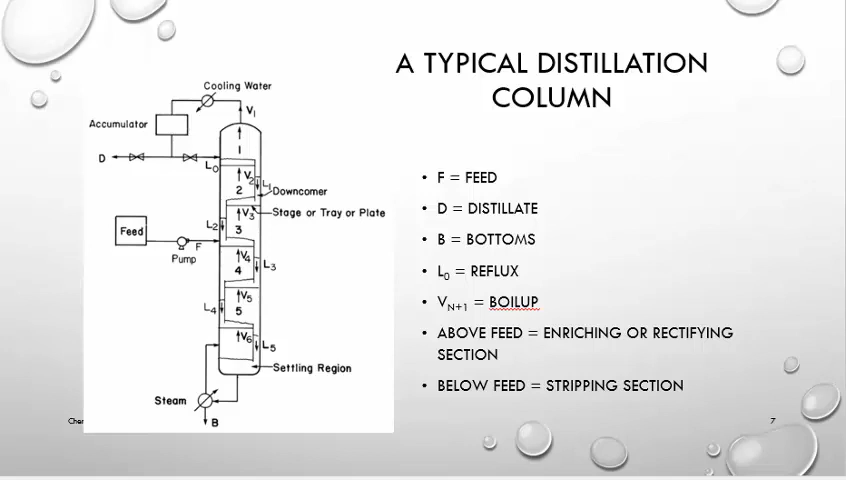 A TYPICAL DISTILLATION
COLUMN
Cooling Water
V1
Accumulator
1
D
L0
V2
L1
2
Downcomer
V3
Stage or Tray or Plate
L2
3
Feed
F
Pump
V4
L3
4
V5
L4
5
V6
L5
Settling Region
Steam
B
• F = FEED
• D = DISTILLATE
• B = BOTTOMS
• L0 = REFLUX
• VN+1 = BOILUP
• ABOVE FEED = ENRICHING OR RECTIFYING
SECTION
• BELOW FEED = STRIPPING SECTION
Cher
7